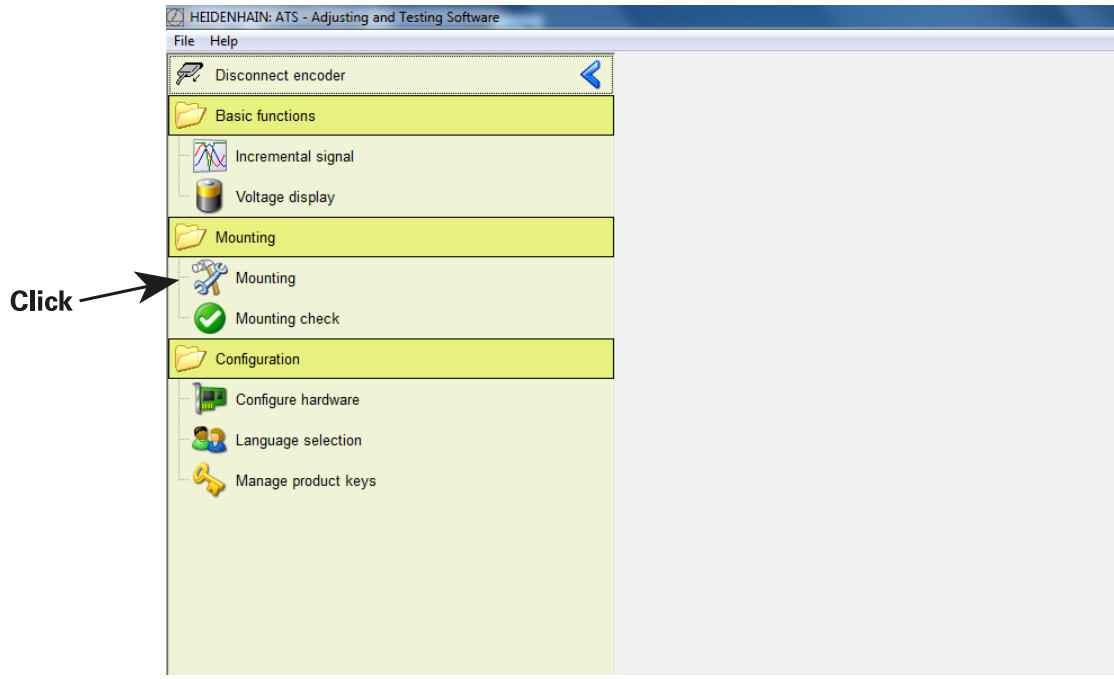 HEIDENHAIN: ATS - Adjusting and Testing Software
File Help
Disconnect encoder
Basic functions
Incremental signal
Voltage display
Mounting
Mounting
Click
Mounting check
Configuration
Configure hardware
Language selection
Manage product keys